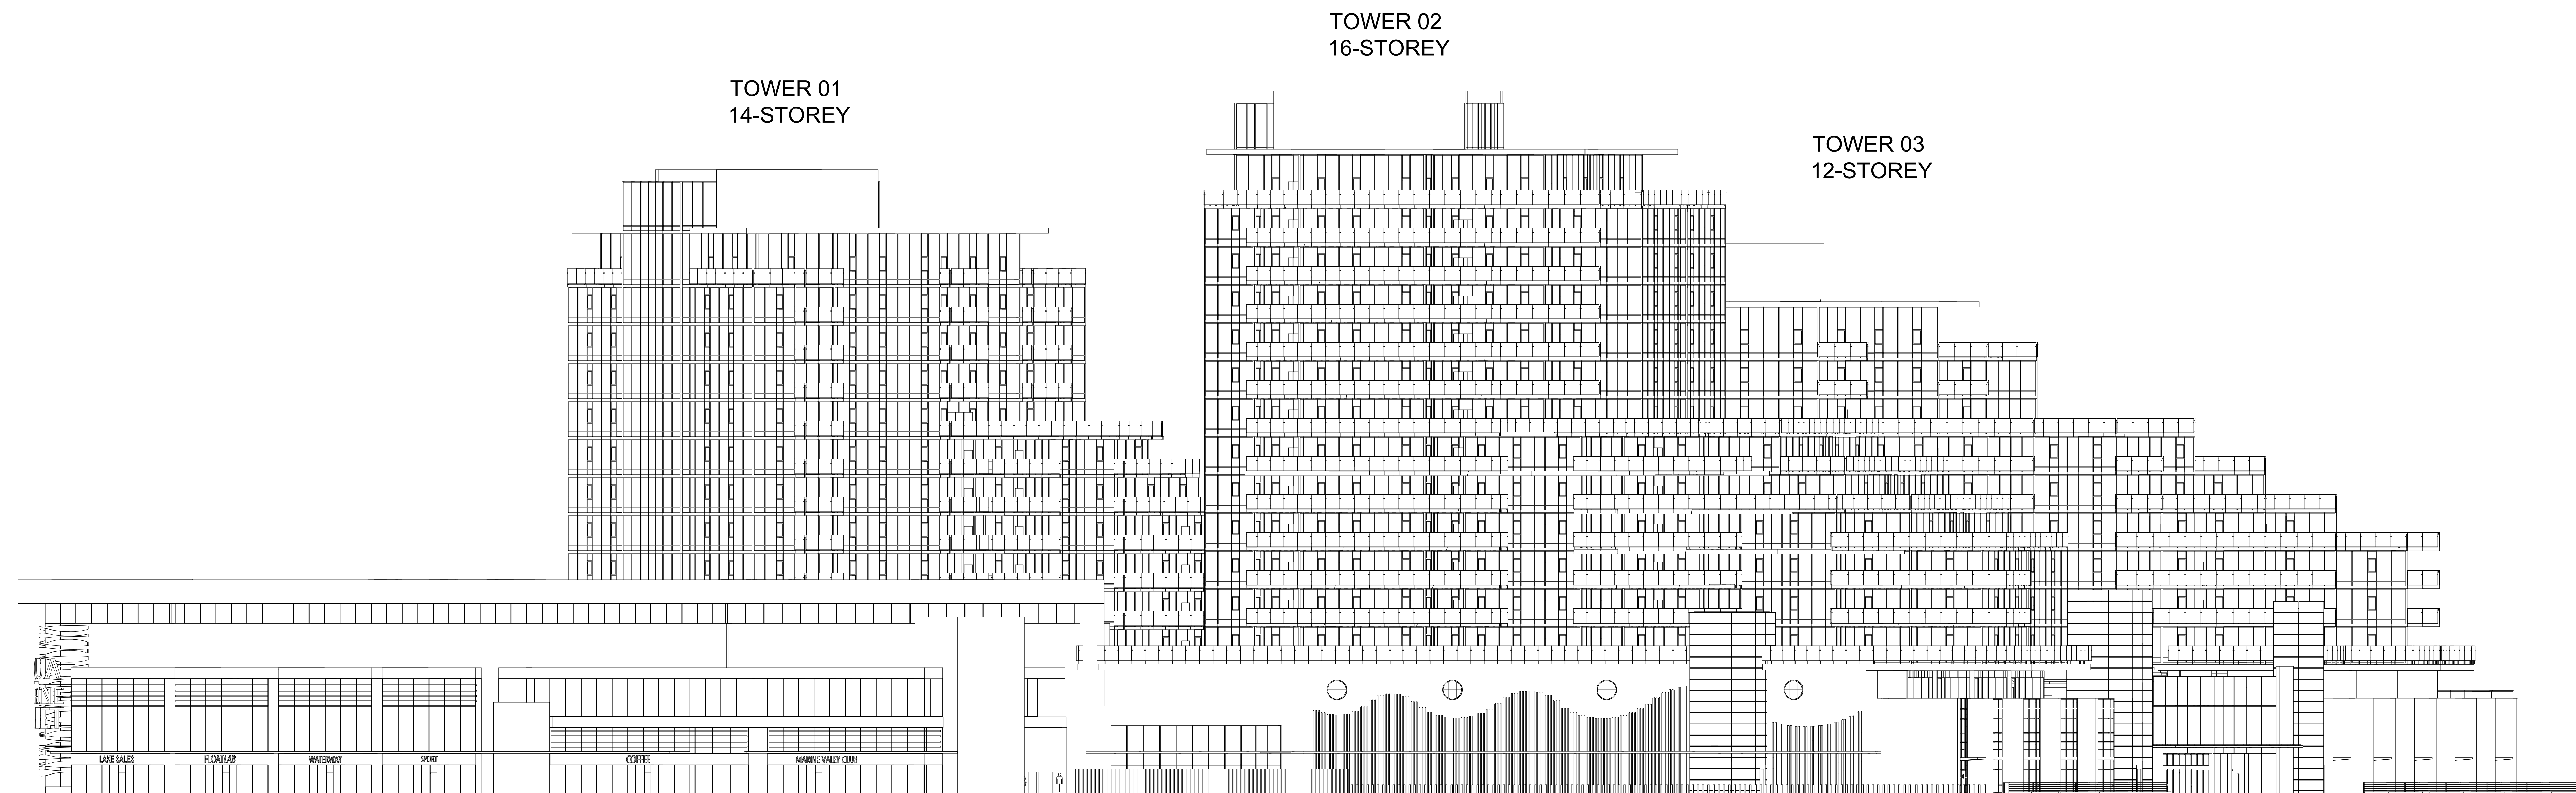 TOWER 02
16-STOREY
TOWER 01
14-STOREY
TOWER 03
12-STOREY
LAKE SALES
FLOATLAB
WATERWAY
SPORT
COFFEE
MARINE VALEY CLUB